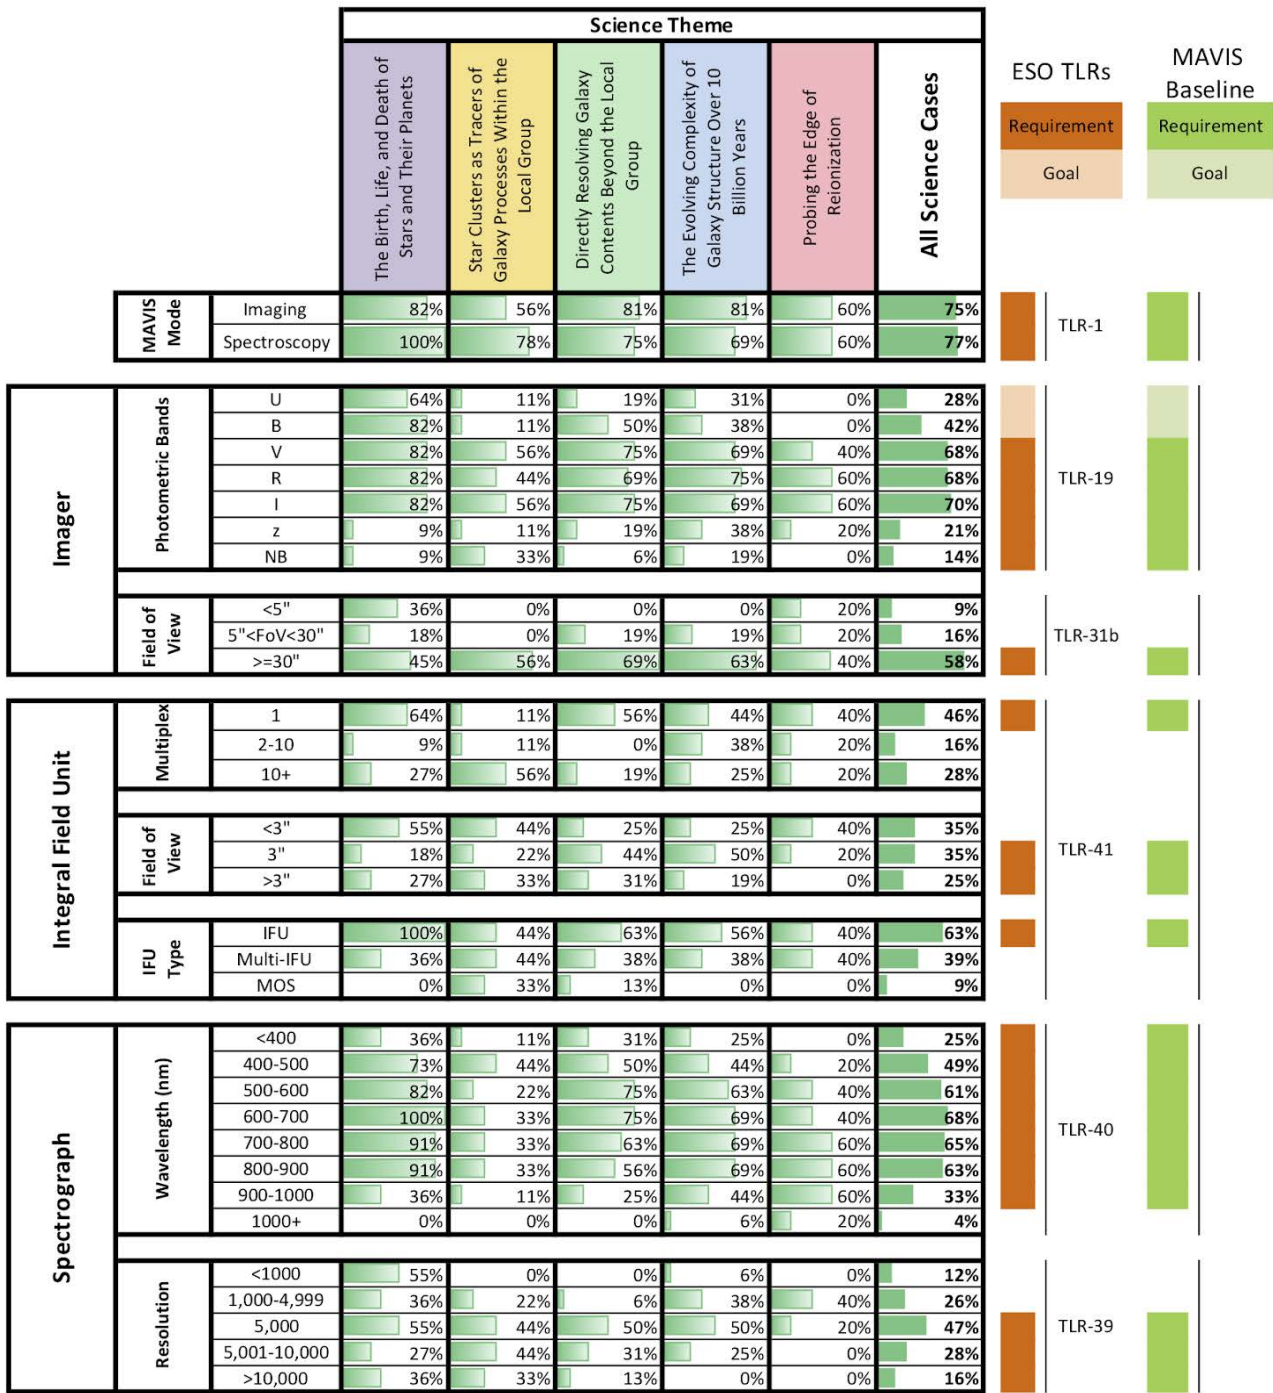 Science Theme
The Birth, Life, and Death of
Stars and Their Planets
Star Clusters as Tracers of
Galaxy Processes Within the
Local Group
Directly Resolving Galaxy
Contents Beyond the Local
Group
The Evolving Complexity of
Galaxy Structure Over 10
Billion Years
Probing the Edge of
Reionization
All Science Cases
ESO TLRs
Requirement
Goal
MAVIS
Baseline
Requirement
Goal
MAVIS
Mode
Imaging 82% 56% 81% 81% 60% 75%
Spectroscopy 100% 78% 75% 69% 60% 77%
TLR-1
Imager
Photometric Bands
U 64% 11% 19% 31% 0% 28%
B 82% 11% 50% 38% 0% 42%
V 82% 56% 75% 69% 40% 68%
R 82% 44% 69% 75% 60% 68%
I 82% 56% 75% 69% 60% 70%
z 9% 11% 19% 38% 20% 21%
NB 9% 33% 6% 19% 0% 14%
TLR-19
Field of
View
<5" 36% 0% 0% 0% 20% 9%
5"<FoV<30" 18% 0% 19% 19% 20% 16%
>=30" 45% 56% 69% 63% 40% 58%
TLR-31b
Integral Field Unit
Multiplex
1 64% 11% 56% 44% 40% 46%
2-10 9% 11% 0% 38% 20% 16%
10+ 27% 56% 19% 25% 20% 28%
Field of
View
<3" 55% 44% 25% 25% 40% 35%
3" 18% 22% 44% 50% 20% 35%
>3" 27% 33% 31% 19% 0% 25%
TLR-41
IFU
Type
IFU 100% 44% 63% 56% 40% 63%
Multi-IFU 36% 44% 38% 38% 40% 39%
MOS 0% 33% 13% 0% 0% 9%
Spectrograph
Wavelength (nm)
<400 36% 11% 31% 25% 0% 25%
400-500 73% 44% 50% 44% 20% 49%
500-600 82% 22% 75% 63% 40% 61%
600-700 100% 33% 75% 69% 40% 68%
700-800 91% 33% 63% 69% 60% 65%
800-900 91% 33% 56% 69% 60% 63%
900-1000 36% 11% 25% 44% 60% 33%
1000+ 0% 0% 0% 6% 20% 4%
TLR-40
Resolution
<1000 55% 0% 0% 6% 0% 12%
1,000-4,999 36% 22% 6% 38% 40% 26%
5,000 55% 44% 50% 50% 20% 47%
5,001-10,000 27% 44% 31% 25% 0% 28%
>10,000 36% 33% 13% 0% 0% 16%
TLR-39